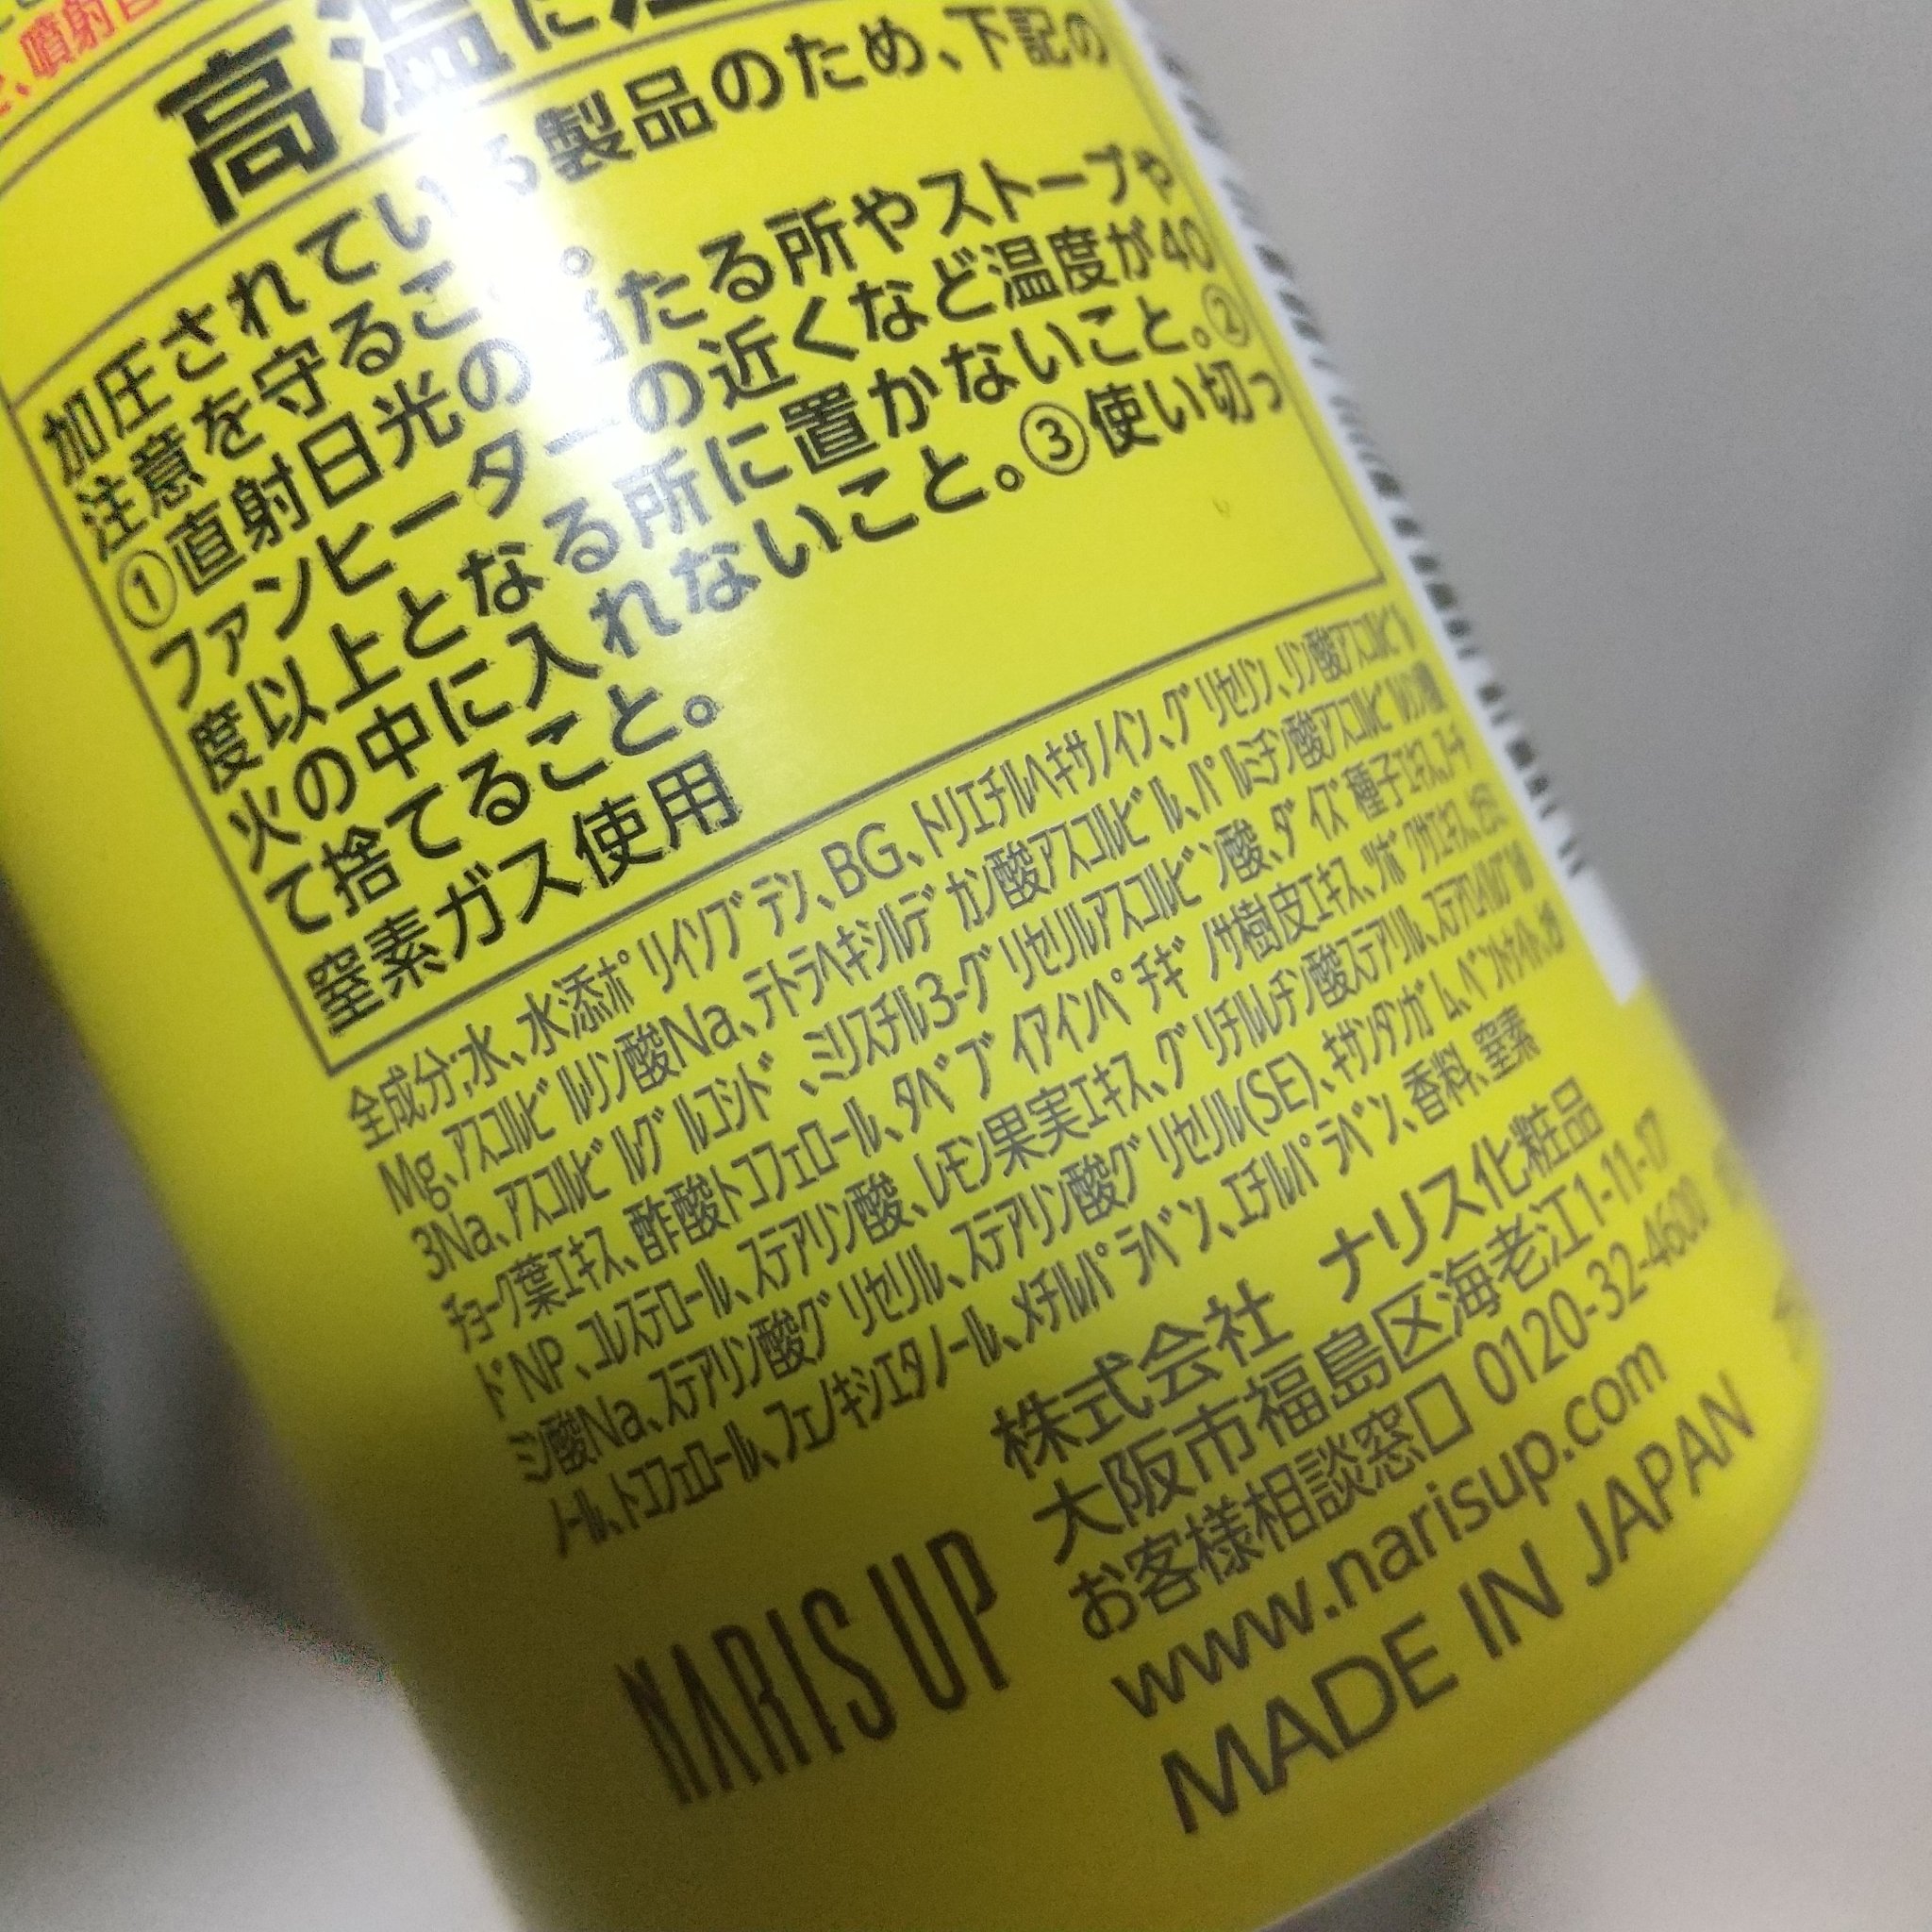 噴射
高温に
加圧されている製品のため、下記の
注意を守ること。
①直射日光の当たる所やストーブや
ファンヒーターの近くなど温度が40
度以上となる所に置かないこと。②
火の中に入れないこと。③使い切っ
て捨てること。
窒素ガス使用
全成分;水、水添ポリイソブテン、BG、トリエチルヘキサノイン、グリセリン、リン酸アスコルビル
Mg、アスコルビルリン酸Na、テトラヘキシルデカン酸アスコルビル、パルミチン酸アスコルビルリン酸
3Na、アスコルビルグルコシド、ミリスチル3-グリセリルアスコルビン酸、ダイズ種子エキス、アーチ
チョーク葉エキス、酢酸トコフェロール、タベブイアインペチギノサ樹皮エキス、ツボクサエキス、ヒポ
ドNP、コレステロール、ステアリン酸、レモン果実エキス、グリチルレチン酸ステアリル、ステアロイルグルタ
ミン酸Na、ステアリン酸グリセリル、ステアリン酸グリセリル(SE)、キサンタンガム、ベントナイト、
ノール、トコフェロール、フェノキシエタノール、メチルパラベン、エチルパラベン、香料、窒素
株式会社 ナリス化粧品
大阪市福島区海老江1-11-17
お客様相談窓口 0120-32-4600
www.narisup.com
NARIS UP
MADE IN JAPAN